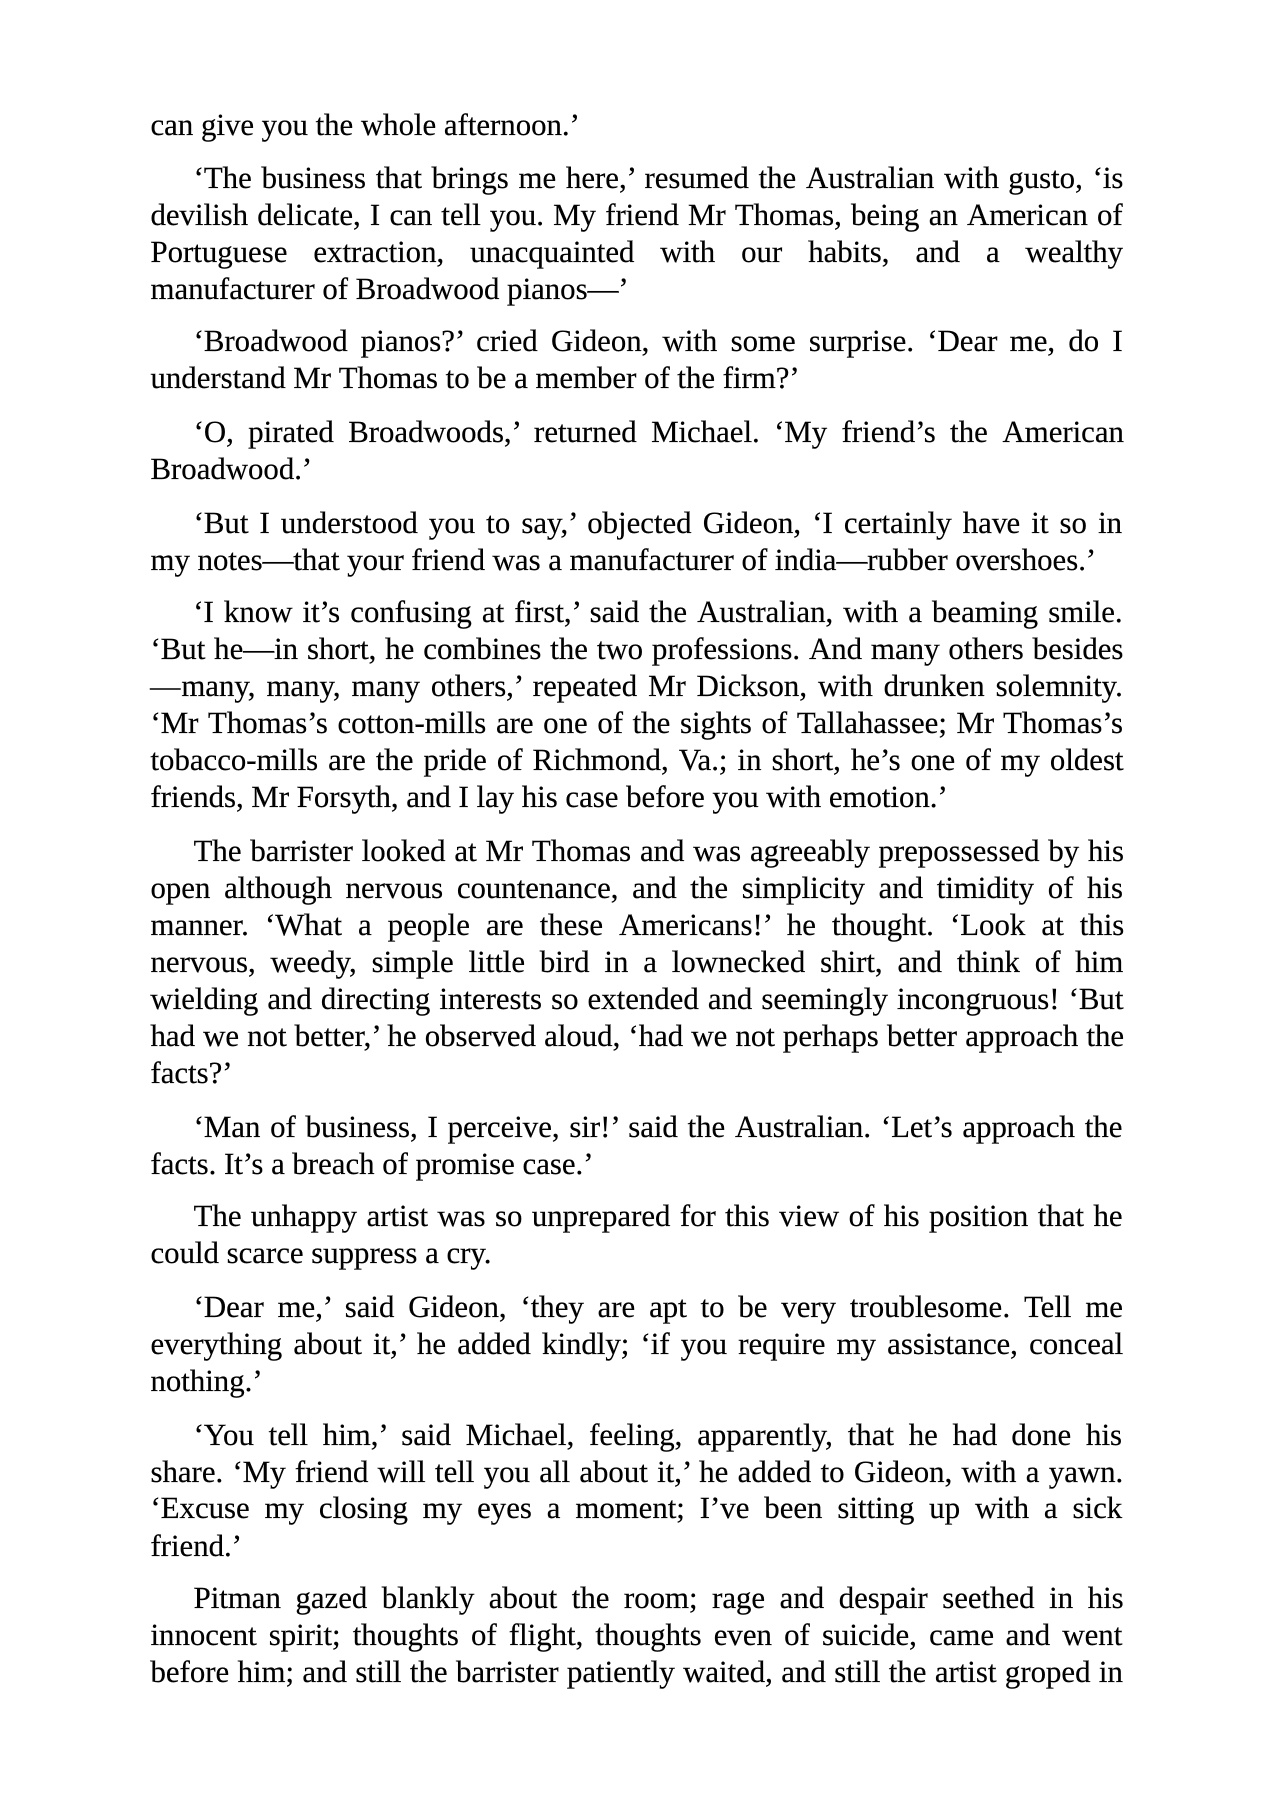 can give you the whole afternoon.’
‘The business that brings me here,’ resumed the Australian with gusto, ‘is
devilish delicate, I can tell you. My friend Mr Thomas, being an American of
Portuguese extraction, unacquainted with our habits, and a wealthy
manufacturer of Broadwood pianos—’
‘Broadwood pianos?’ cried Gideon, with some surprise. ‘Dear me, do I
understand Mr Thomas to be a member of the firm?’
‘O, pirated Broadwoods,’ returned Michael. ‘My friend’s the American
Broadwood.’
‘But I understood you to say,’ objected Gideon, ‘I certainly have it so in
my notes—that your friend was a manufacturer of india—rubber overshoes.’
‘I know it’s confusing at first,’ said the Australian, with a beaming smile.
‘But he—in short, he combines the two professions. And many others besides
—many, many, many others,’ repeated Mr Dickson, with drunken solemnity.
‘Mr Thomas’s cotton-mills are one of the sights of Tallahassee; Mr Thomas’s
tobacco-mills are the pride of Richmond, Va.; in short, he’s one of my oldest
friends, Mr Forsyth, and I lay his case before you with emotion.’
The barrister looked at Mr Thomas and was agreeably prepossessed by his
open although nervous countenance, and the simplicity and timidity of his
manner. ‘What a people are these Americans!’ he thought. ‘Look at this
nervous, weedy, simple little bird in a lownecked shirt, and think of him
wielding and directing interests so extended and seemingly incongruous! ‘But
had we not better,’ he observed aloud, ‘had we not perhaps better approach the
facts?’
‘Man of business, I perceive, sir!’ said the Australian. ‘Let’s approach the
facts. It’s a breach of promise case.’
The unhappy artist was so unprepared for this view of his position that he
could scarce suppress a cry.
‘Dear me,’ said Gideon, ‘they are apt to be very troublesome. Tell me
everything about it,’ he added kindly; ‘if you require my assistance, conceal
nothing.’
‘You tell him,’ said Michael, feeling, apparently, that he had done his
share. ‘My friend will tell you all about it,’ he added to Gideon, with a yawn.
‘Excuse my closing my eyes a moment; I’ve been sitting up with a sick
friend.’
Pitman gazed blankly about the room; rage and despair seethed in his
innocent spirit; thoughts of flight, thoughts even of suicide, came and went
before him; and still the barrister patiently waited, and still the artist groped in